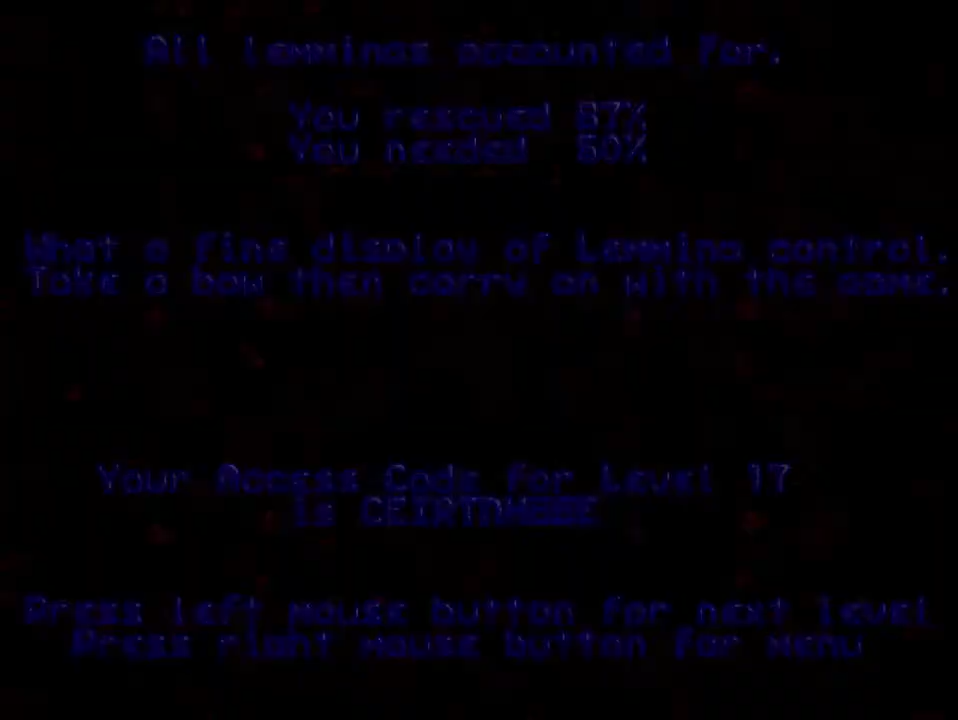 All lemmings accounted for.
You rescued 87%
You needed 50%
What a fine display of Lemming control.
Take a bow then carry on with the game.
Your Access Code for Level 17
is
Press left mouse button for next level
Press right mouse button for menu